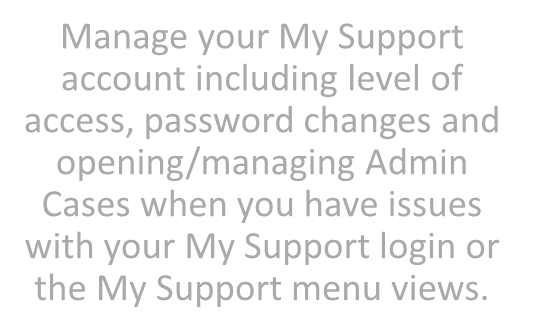 Manage your My Support
account including level of
access, password changes and
opening/managing Admin
Cases when you have issues
with your My Support login or
the My Support menu views.